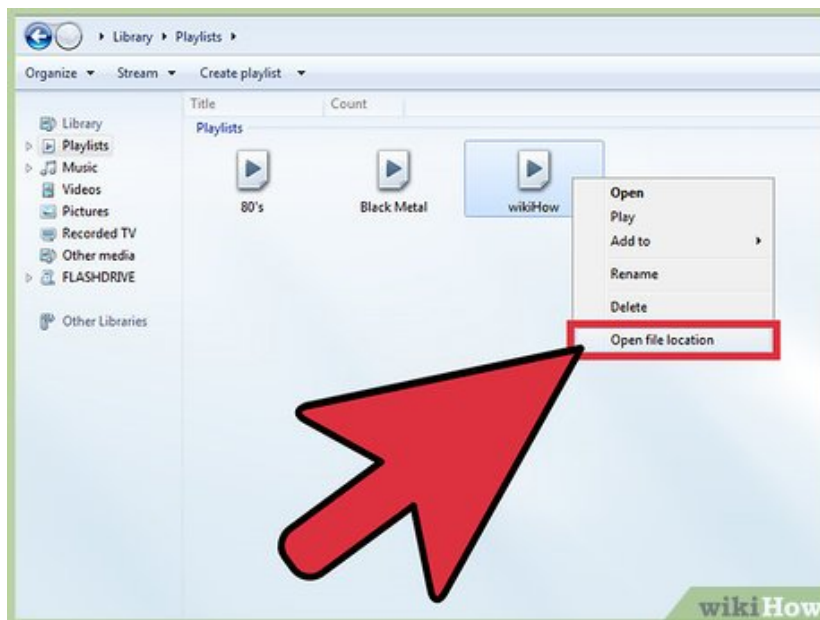 Library Playlists
Organize Stream Create playlist
Title Count
Library
Playlists
Music
Videos
Pictures
Recorded TV
Other media
FLASHDRIVE
Other Libraries
Playlists
80's Black Metal wikiHow
Open
Play
Add to
Rename
Delete
Open file location
wikiHow